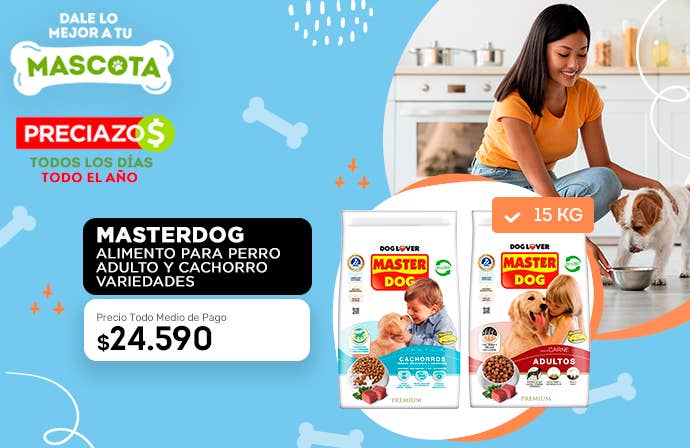 DALE LO
MEJOR A TU
MASCOTA
PRECIAZO$
TODOS LOS DÍAS
TODO EL AÑO
MASTERDOG
ALIMENTO PARA PERRO
ADULTO Y CACHORRO
VARIEDADES
Precio Todo Medio de Pago
$24.590
15 KG
DOG LOVER
MASTER
DOG
CACHORROS
PREMIUM
DOG LOVER
MASTER
DOG
CARNE
ADULTOS
PREMIUM